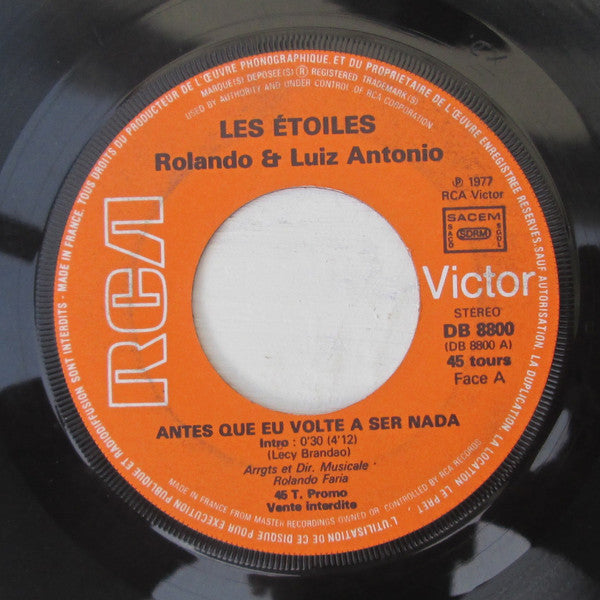 MADE IN FRANCE. TOUS DROITS DU PRODUCTEUR DE L'ŒUVRE PHONOGRAPHIQUE. ET DU PROPRIETAIRE DE L'ŒUVRE ENREGISTREE RESERVES. SAUF AUTORISATION, LA DUPLICATION, LA LOCATION, LE PRET, L'UTILISATION DE CE DISQUE POUR EXECUTION PUBLIQUE ET RADIODIFFUSION SONT INTERDITS -
MARQUE(S) DEPOSEE(S) ® REGISTERED TRADEMARK(S)
USED BY AUTHORITY AND UNDER CONTROL OF RCA CORPORATION
LES ÉTOILES
Rolando & Luiz Antonio
℗ 1977
RCA Victor
SACEM
SACD
SDRM
SGDL
RCA
Victor
STÉREO
DB 8800
(DB 8800 A)
45 tours
Face A
ANTES QUE EU VOLTE A SER NADA
Intro : 0'30 (4'12)
(Lecy Brandao)
Arrgts et Dir. Musicale
Rolando Faria
45 T. Promo
Vente interdite
MADE IN FRANCE FROM MASTER RECORDINGS OWNED OR CONTROLLED BY RCA RECORDS